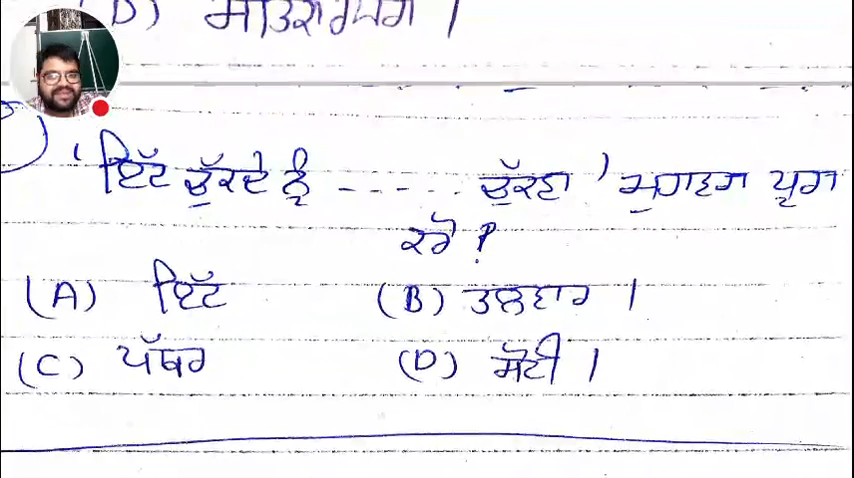 (D)
'ਇੱਟ ਚੁੱਕਦੇ ਨੂੰ ----- ਚੁੱਕਣਾ' ਮੁਹਾਵਰਾ ਪੂਰਾ
ਕਰੋ ?
(A) ਇੱਟ (B) ਤਲਵਾਰ ।
(C) ਪੱਥਰ (D) ਸੋਟੀ ।